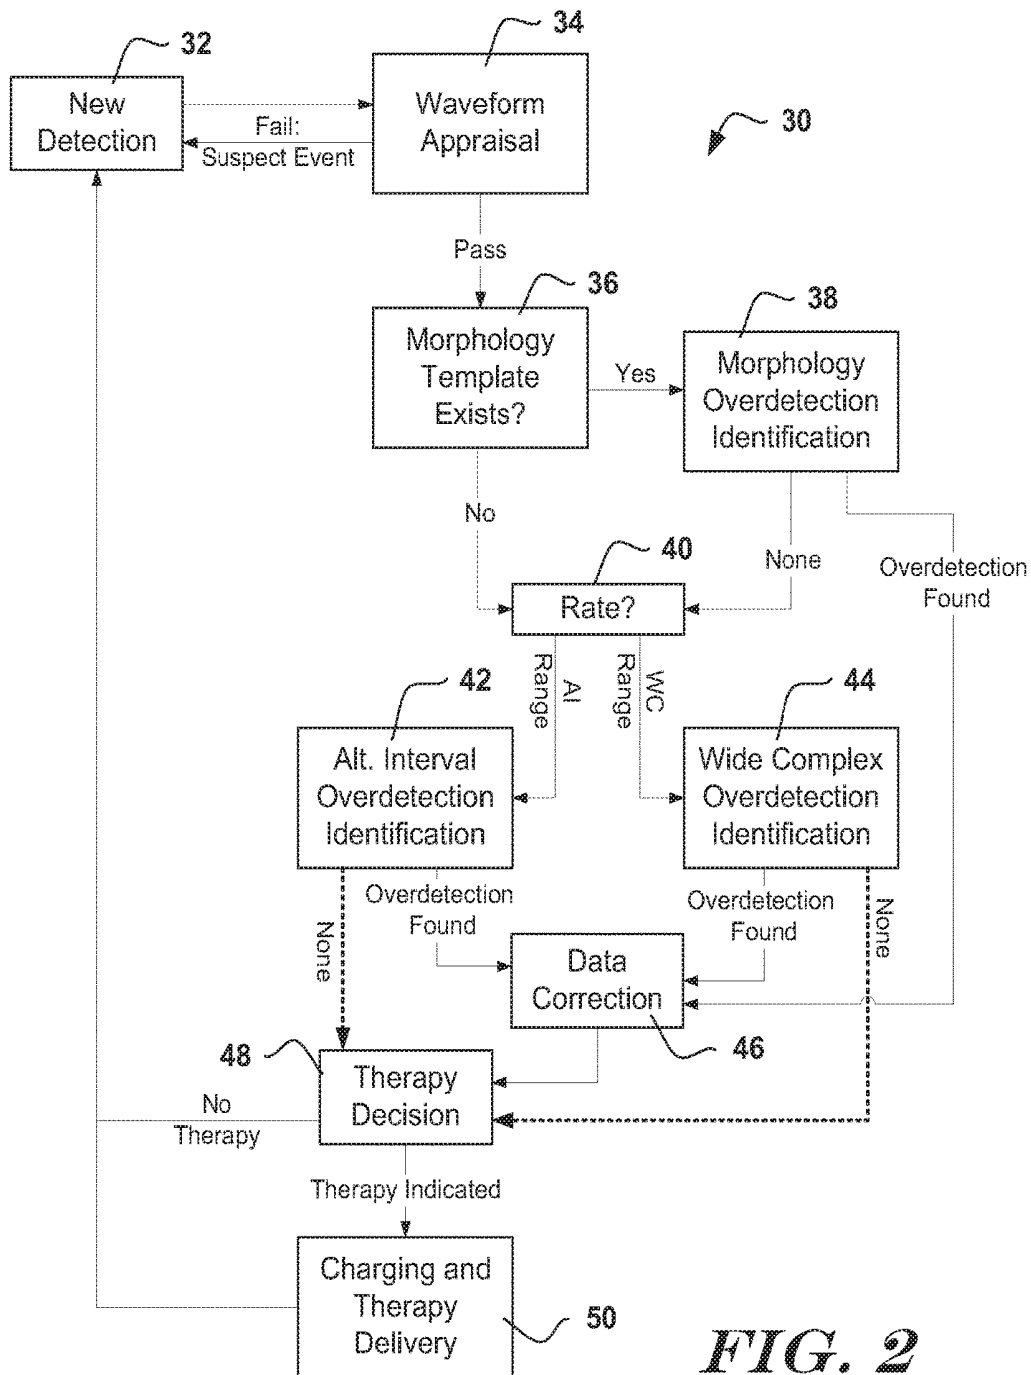 32
34
New
Detection
Waveform
Appraisal
30
Fail:
Suspect Event
Pass
36
38
Morphology
Template
Exists?
Yes
Morphology
Overdetection
Identification
No
40
None
Overdetection
Found
Rate?
AI
Range
WC
Range
42
44
Alt. Interval
Overdetection
Identification
Wide Complex
Overdetection
Identification
None
Overdetection
Found
Overdetection
Found
None
Data
Correction
46
48
Therapy
Decision
No
Therapy
Therapy Indicated
Charging and
Therapy
Delivery
50
FIG. 2